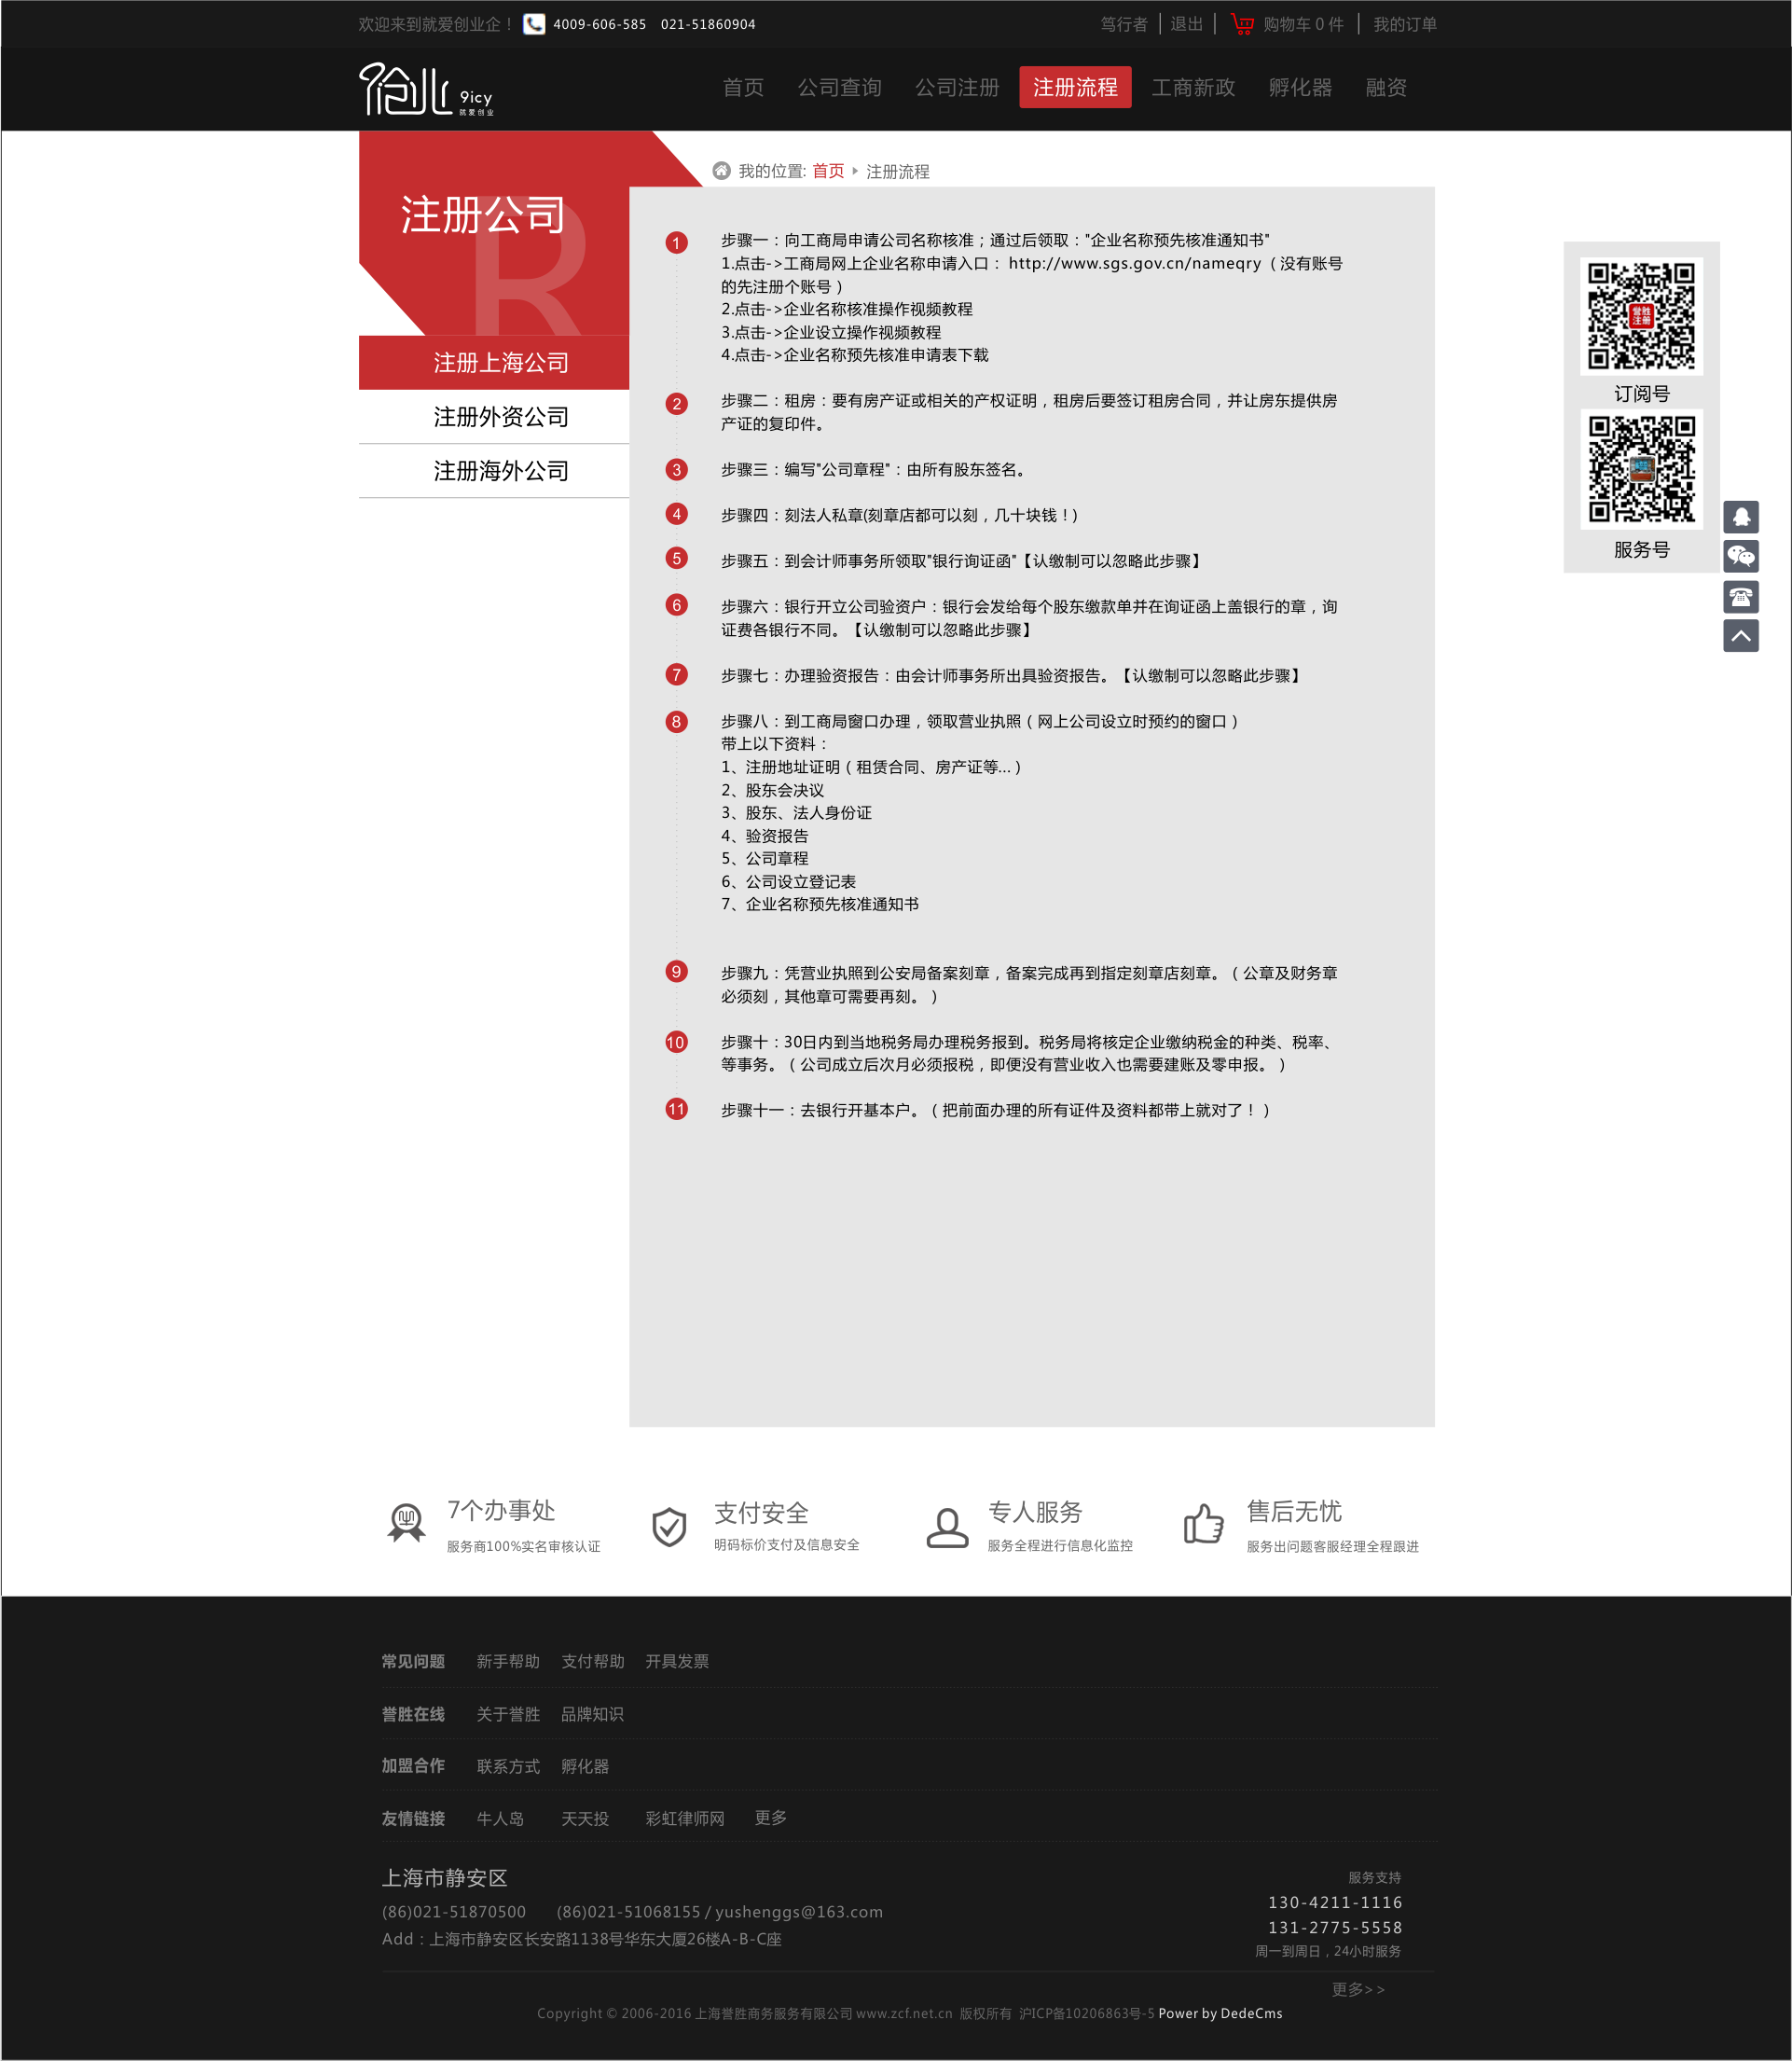 欢迎来到就爱创业企！ 4009-606-585 021-51860904 笃行者 退出 购物车 0 件 我的订单
9icy
就爱创业
首页 公司查询 公司注册 注册流程 工商新政 孵化器 融资
我的位置: 首页 注册流程
注册公司
R
注册上海公司
注册外资公司
注册海外公司
1 步骤一：向工商局申请公司名称核准；通过后领取："企业名称预先核准通知书"
1.点击->工商局网上企业名称申请入口： http://www.sgs.gov.cn/nameqry（没有账号
的先注册个账号）
2.点击->企业名称核准操作视频教程
3.点击->企业设立操作视频教程
4.点击->企业名称预先核准申请表下载
2 步骤二：租房：要有房产证或相关的产权证明，租房后要签订租房合同，并让房东提供房
产证的复印件。
3 步骤三：编写"公司章程"：由所有股东签名。
4 步骤四：刻法人私章(刻章店都可以刻，几十块钱！)
5 步骤五：到会计师事务所领取"银行询证函"【认缴制可以忽略此步骤】
6 步骤六：银行开立公司验资户：银行会发给每个股东缴款单并在询证函上盖银行的章，询
证费各银行不同。【认缴制可以忽略此步骤】
7 步骤七：办理验资报告：由会计师事务所出具验资报告。【认缴制可以忽略此步骤】
8 步骤八：到工商局窗口办理，领取营业执照（网上公司设立时预约的窗口）
带上以下资料：
1、注册地址证明（租赁合同、房产证等...）
2、股东会决议
3、股东、法人身份证
4、验资报告
5、公司章程
6、公司设立登记表
7、企业名称预先核准通知书
9 步骤九：凭营业执照到公安局备案刻章，备案完成再到指定刻章店刻章。（公章及财务章
必须刻，其他章可需要再刻。）
10 步骤十：30日内到当地税务局办理税务报到。税务局将核定企业缴纳税金的种类、税率、
等事务。（公司成立后次月必须报税，即便没有营业收入也需要建账及零申报。）
11 步骤十一：去银行开基本户。（把前面办理的所有证件及资料都带上就对了！）
誉胜
注册
订阅号
服务号
7个办事处
服务商100%实名审核认证
支付安全
明码标价支付及信息安全
专人服务
服务全程进行信息化监控
售后无忧
服务出问题客服经理全程跟进
常见问题 新手帮助 支付帮助 开具发票
誉胜在线 关于誉胜 品牌知识
加盟合作 联系方式 孵化器
友情链接 牛人岛 天天投 彩虹律师网 更多
上海市静安区
(86)021-51870500 (86)021-51068155 / yushenggs@163.com
Add：上海市静安区长安路1138号华东大厦26楼A-B-C座
服务支持
130-4211-1116
131-2775-5558
周一到周日，24小时服务
更多>>
Copyright © 2006-2016 上海誉胜商务服务有限公司 www.zcf.net.cn 版权所有 沪ICP备10206863号-5 Power by DedeCms